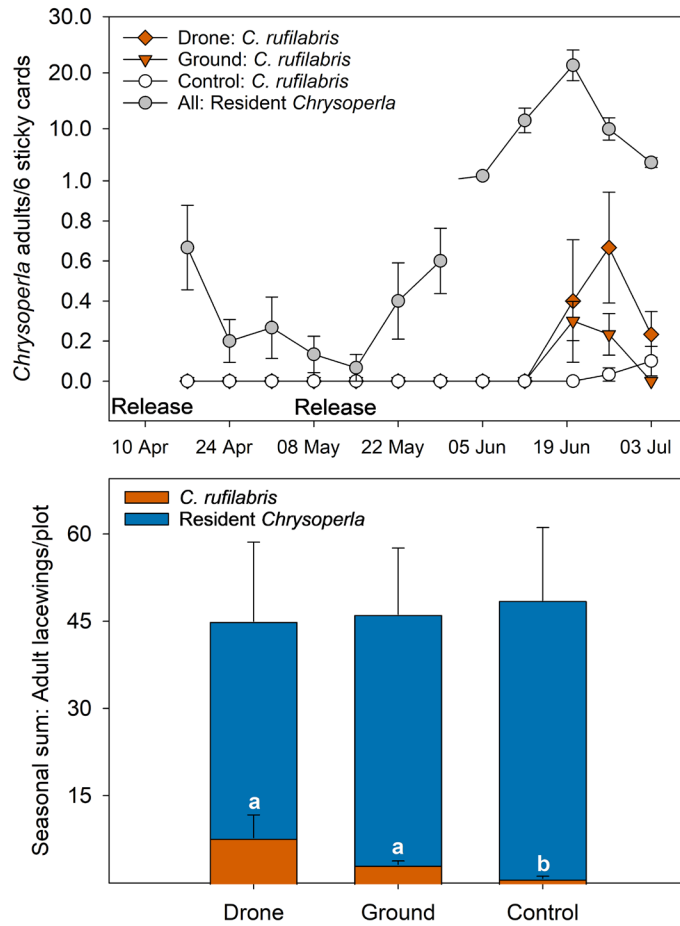 30.0
20.0
10.0
1.0
0.8
0.6
0.4
0.2
0.0
Chrysoperla adults/6 sticky cards
Drone: C. rufilabris
Ground: C. rufilabris
Control: C. rufilabris
All: Resident Chrysoperla
Release Release
10 Apr 24 Apr 08 May 22 May 05 Jun 19 Jun 03 Jul
C. rufilabris
Resident Chrysoperla
60
45
30
15
Seasonal sum: Adult lacewings/plot
a a b
Drone Ground Control